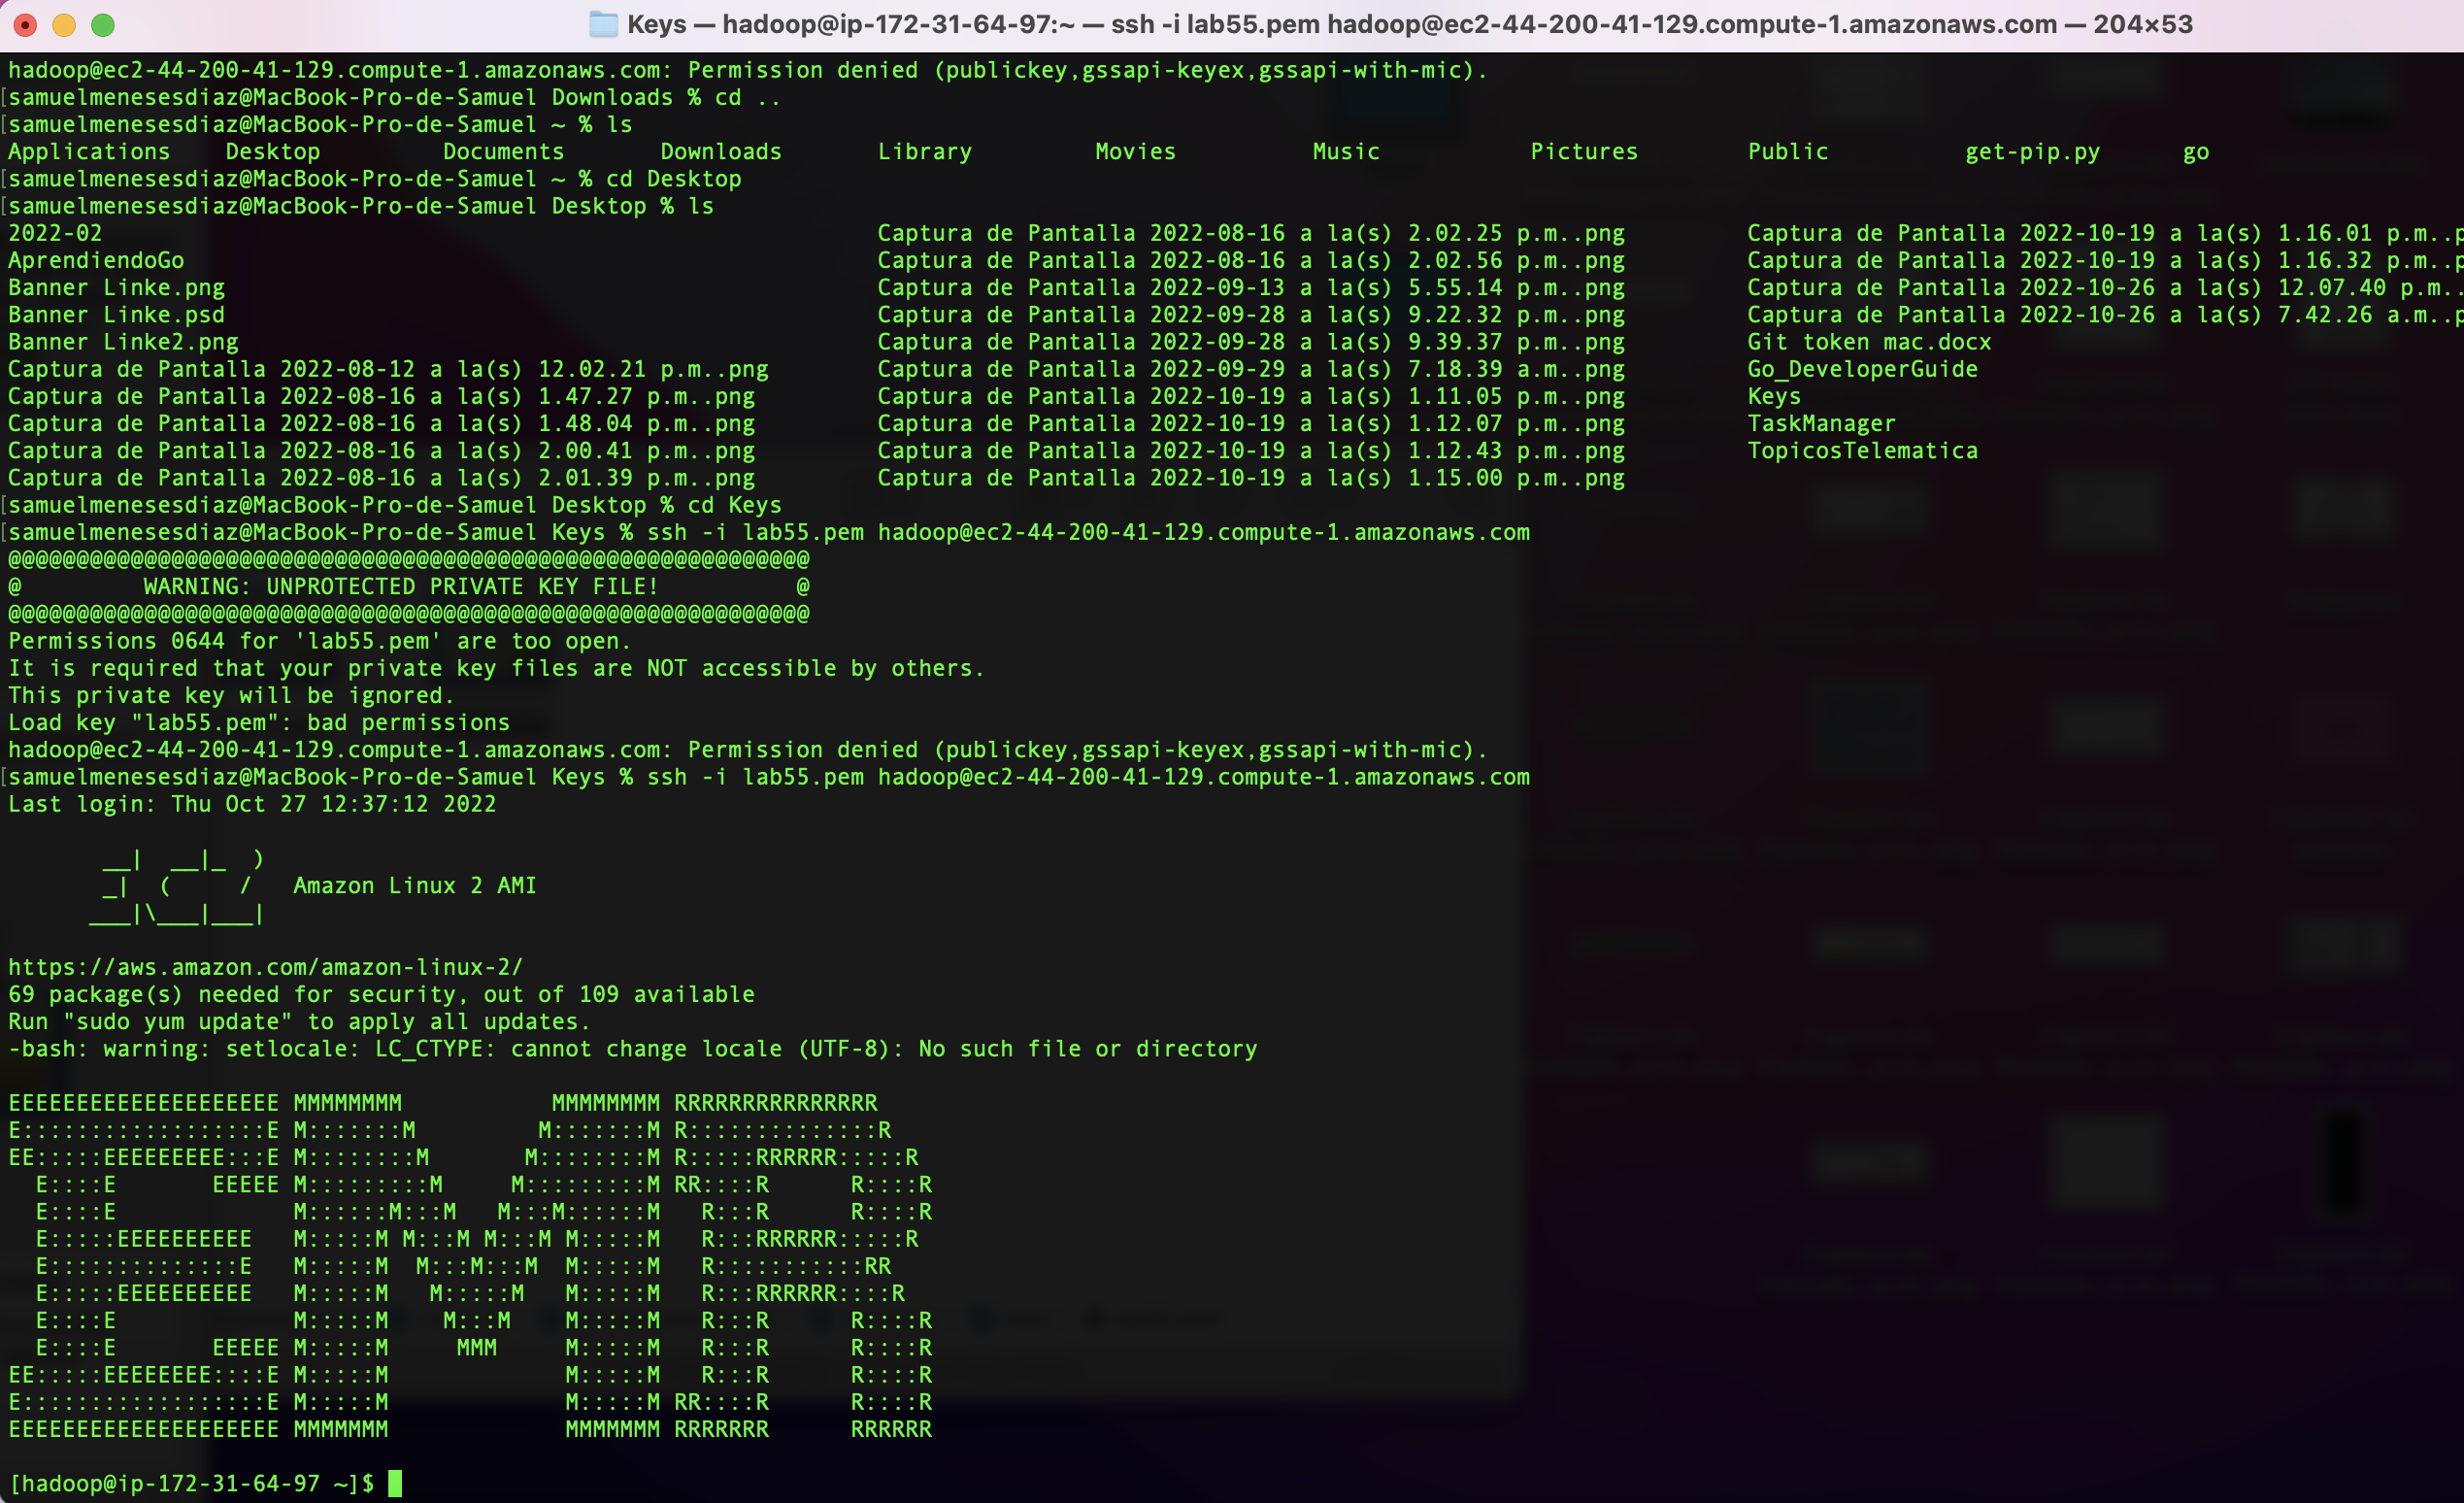 Keys — hadoop@ip-172-31-64-97:~ — ssh -i lab55.pem hadoop@ec2-44-200-41-129.compute-1.amazonaws.com — 204×53
hadoop@ec2-44-200-41-129.compute-1.amazonaws.com: Permission denied (publickey,gssapi-keyex,gssapi-with-mic).
[samuelmenesesdiaz@MacBook-Pro-de-Samuel Downloads % cd ..
[samuelmenesesdiaz@MacBook-Pro-de-Samuel ~ % ls
Applications    Desktop         Documents       Downloads       Library         Movies          Music           Pictures        Public          get-pip.py      go
[samuelmenesesdiaz@MacBook-Pro-de-Samuel ~ % cd Desktop
[samuelmenesesdiaz@MacBook-Pro-de-Samuel Desktop % ls
2022-02                                                         Captura de Pantalla 2022-08-16 a la(s) 2.02.25 p.m..png         Captura de Pantalla 2022-10-19 a la(s) 1.16.01 p.m..p
AprendiendoGo                                                   Captura de Pantalla 2022-08-16 a la(s) 2.02.56 p.m..png         Captura de Pantalla 2022-10-19 a la(s) 1.16.32 p.m..p
Banner Linke.png                                                Captura de Pantalla 2022-09-13 a la(s) 5.55.14 p.m..png         Captura de Pantalla 2022-10-26 a la(s) 12.07.40 p.m..
Banner Linke.psd                                                Captura de Pantalla 2022-09-28 a la(s) 9.22.32 p.m..png         Captura de Pantalla 2022-10-26 a la(s) 7.42.26 a.m..p
Banner Linke2.png                                               Captura de Pantalla 2022-09-28 a la(s) 9.39.37 p.m..png         Git token mac.docx
Captura de Pantalla 2022-08-12 a la(s) 12.02.21 p.m..png        Captura de Pantalla 2022-09-29 a la(s) 7.18.39 a.m..png         Go_DeveloperGuide
Captura de Pantalla 2022-08-16 a la(s) 1.47.27 p.m..png         Captura de Pantalla 2022-10-19 a la(s) 1.11.05 p.m..png         Keys
Captura de Pantalla 2022-08-16 a la(s) 1.48.04 p.m..png         Captura de Pantalla 2022-10-19 a la(s) 1.12.07 p.m..png         TaskManager
Captura de Pantalla 2022-08-16 a la(s) 2.00.41 p.m..png         Captura de Pantalla 2022-10-19 a la(s) 1.12.43 p.m..png         TopicosTelematica
Captura de Pantalla 2022-08-16 a la(s) 2.01.39 p.m..png         Captura de Pantalla 2022-10-19 a la(s) 1.15.00 p.m..png
[samuelmenesesdiaz@MacBook-Pro-de-Samuel Desktop % cd Keys
[samuelmenesesdiaz@MacBook-Pro-de-Samuel Keys % ssh -i lab55.pem hadoop@ec2-44-200-41-129.compute-1.amazonaws.com
@@@@@@@@@@@@@@@@@@@@@@@@@@@@@@@@@@@@@@@@@@@@@@@@@@@@@@@@@@@
@         WARNING: UNPROTECTED PRIVATE KEY FILE!          @
@@@@@@@@@@@@@@@@@@@@@@@@@@@@@@@@@@@@@@@@@@@@@@@@@@@@@@@@@@@
Permissions 0644 for 'lab55.pem' are too open.
It is required that your private key files are NOT accessible by others.
This private key will be ignored.
Load key "lab55.pem": bad permissions
hadoop@ec2-44-200-41-129.compute-1.amazonaws.com: Permission denied (publickey,gssapi-keyex,gssapi-with-mic).
[samuelmenesesdiaz@MacBook-Pro-de-Samuel Keys % ssh -i lab55.pem hadoop@ec2-44-200-41-129.compute-1.amazonaws.com
Last login: Thu Oct 27 12:37:12 2022
       __|  __|_  )
       _|  (     /   Amazon Linux 2 AMI
      ___|\___|___|
https://aws.amazon.com/amazon-linux-2/
69 package(s) needed for security, out of 109 available
Run "sudo yum update" to apply all updates.
-bash: warning: setlocale: LC_CTYPE: cannot change locale (UTF-8): No such file or directory
EEEEEEEEEEEEEEEEEEEE MMMMMMMM           MMMMMMMM RRRRRRRRRRRRRRR
E::::::::::::::::::E M:::::::M         M:::::::M R::::::::::::::R
EE:::::EEEEEEEEE:::E M::::::::M       M::::::::M R:::::RRRRRR:::::R
  E::::E       EEEEE M:::::::::M     M:::::::::M RR::::R      R::::R
  E::::E             M::::::M:::M   M:::M::::::M   R:::R      R::::R
  E:::::EEEEEEEEEE   M:::::M M:::M M:::M M:::::M   R:::RRRRRR:::::R
  E::::::::::::::E   M:::::M  M:::M:::M  M:::::M   R:::::::::::RR
  E:::::EEEEEEEEEE   M:::::M   M:::::M   M:::::M   R:::RRRRRR::::R
  E::::E             M:::::M    M:::M    M:::::M   R:::R      R::::R
  E::::E       EEEEE M:::::M     MMM     M:::::M   R:::R      R::::R
EE:::::EEEEEEEE::::E M:::::M             M:::::M   R:::R      R::::R
E::::::::::::::::::E M:::::M             M:::::M RR::::R      R::::R
EEEEEEEEEEEEEEEEEEEE MMMMMMM             MMMMMMM RRRRRRR      RRRRRR
[hadoop@ip-172-31-64-97 ~]$